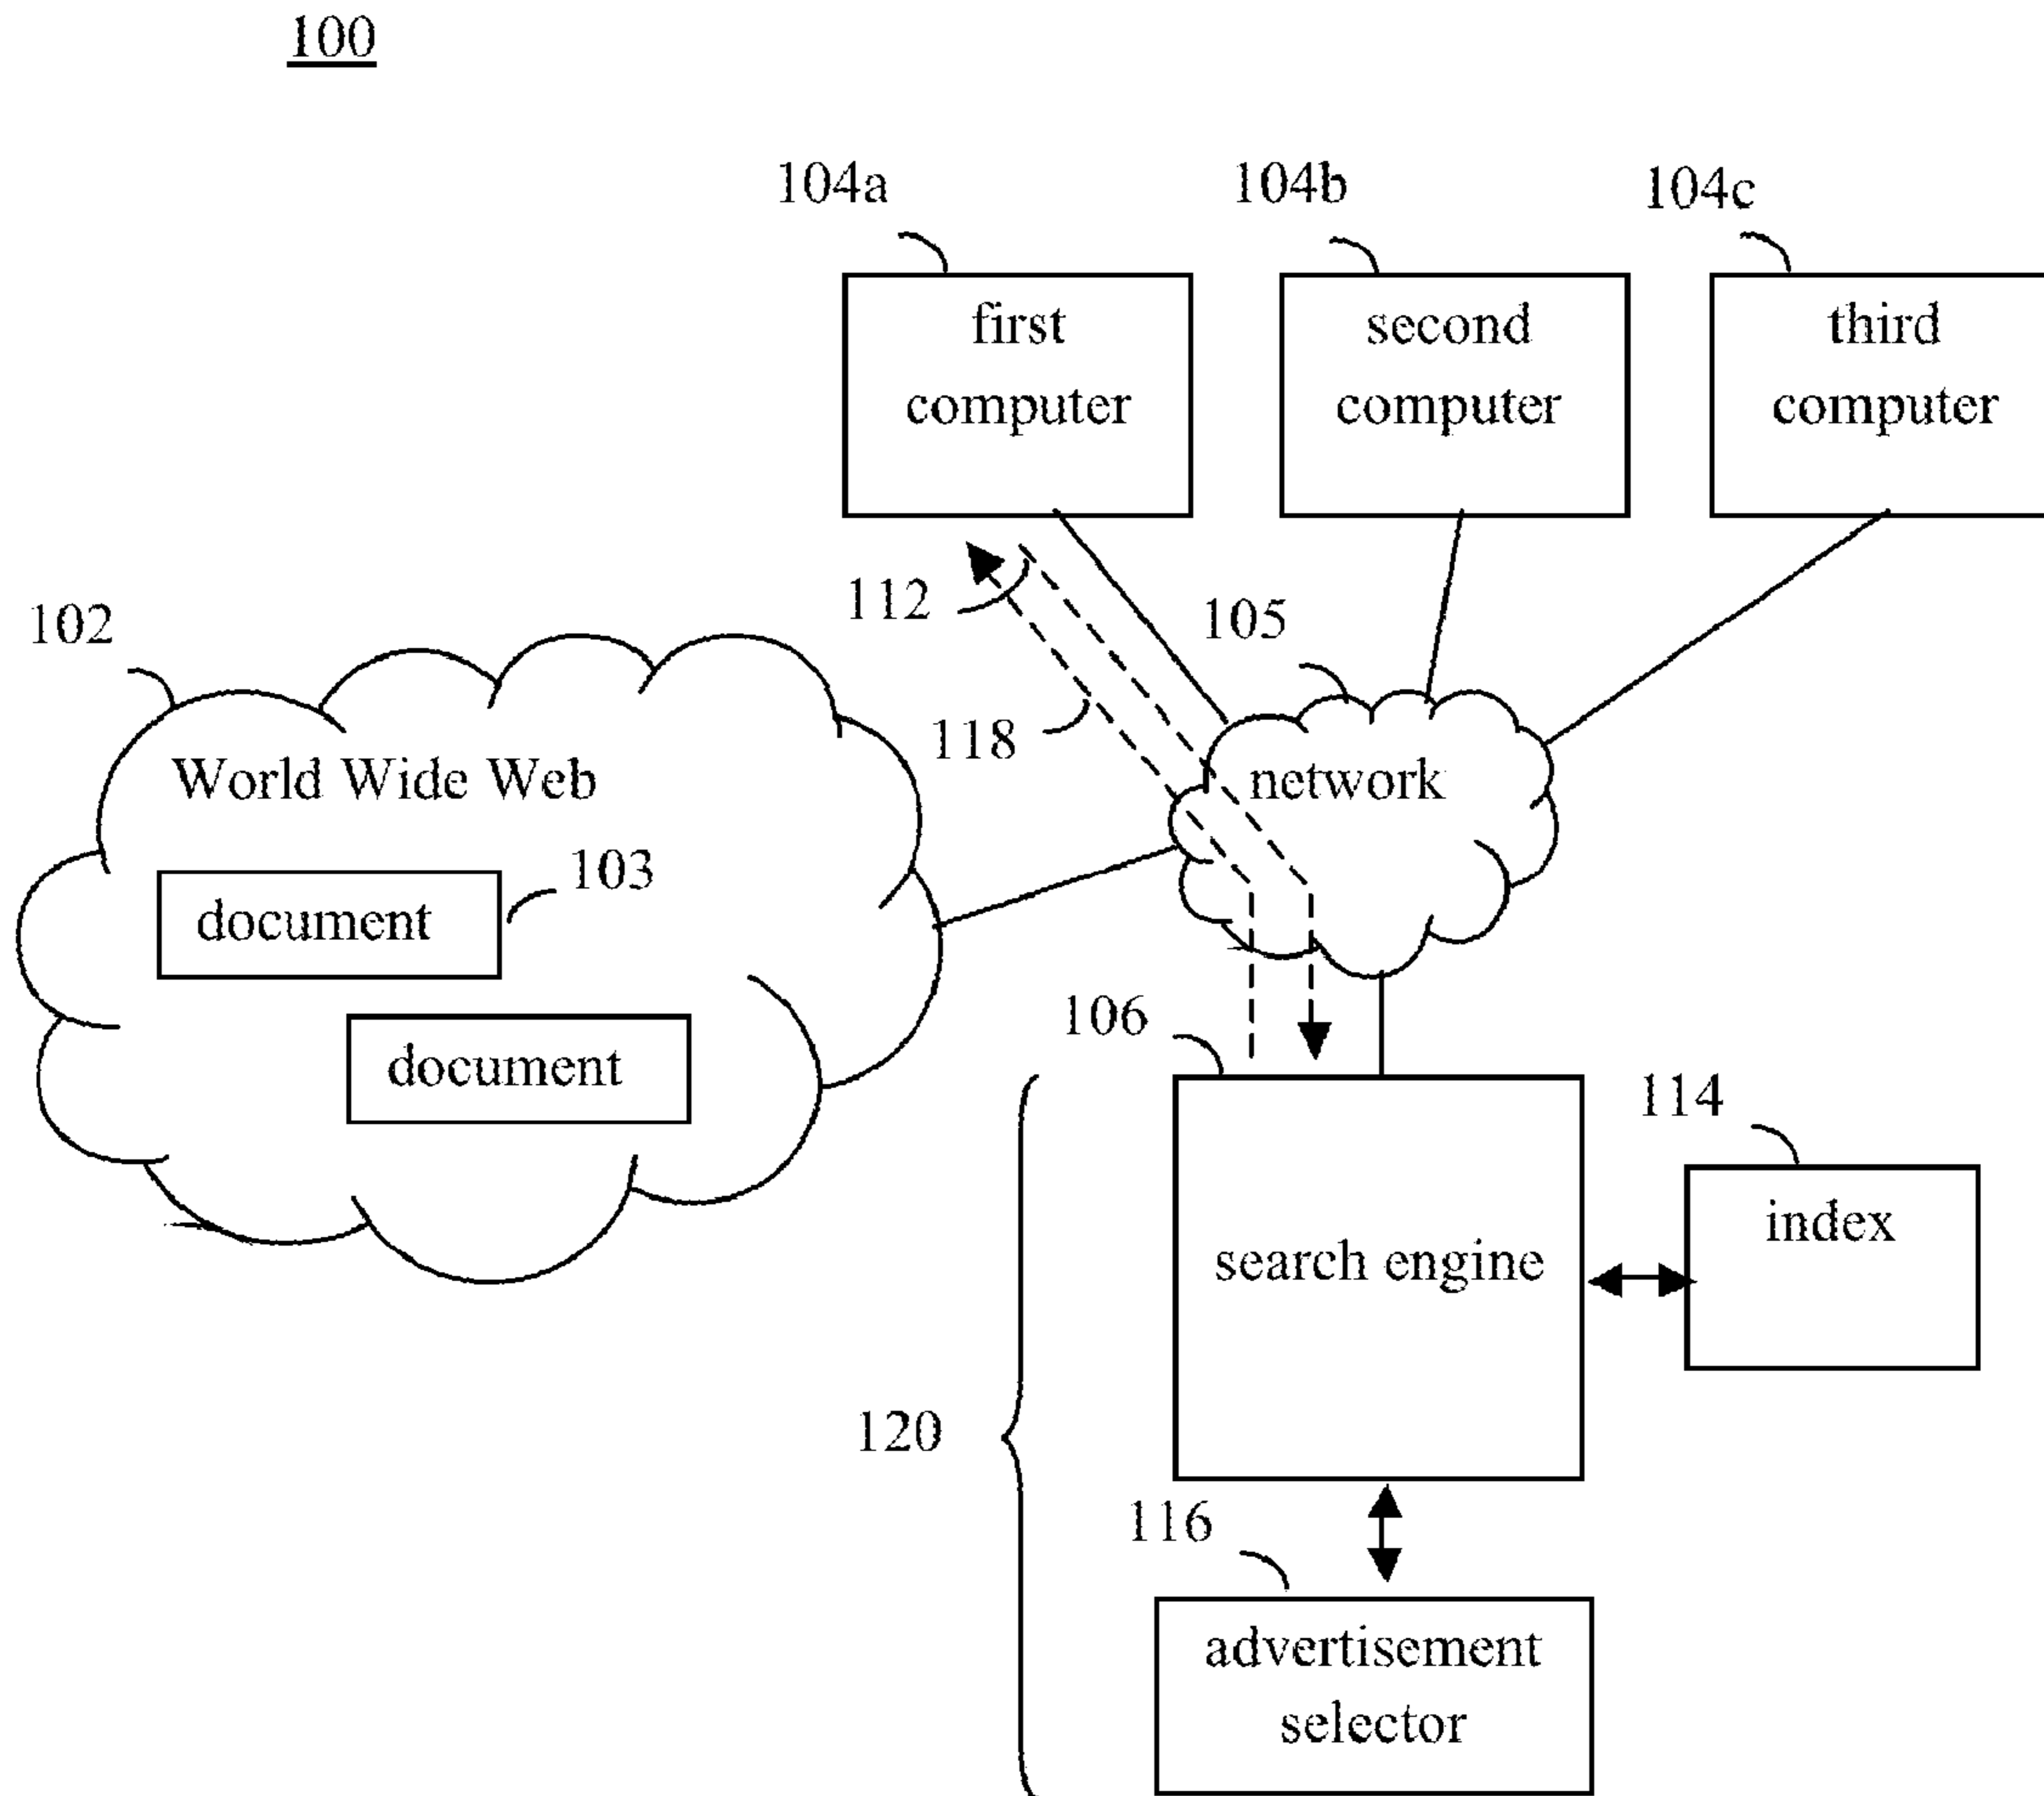 100
104a
104b
104c
first
computer
second
computer
third
computer
112
105
102
118
World Wide Web
network
103
document
document
106
114
index
search engine
120
116
advertisement
selector